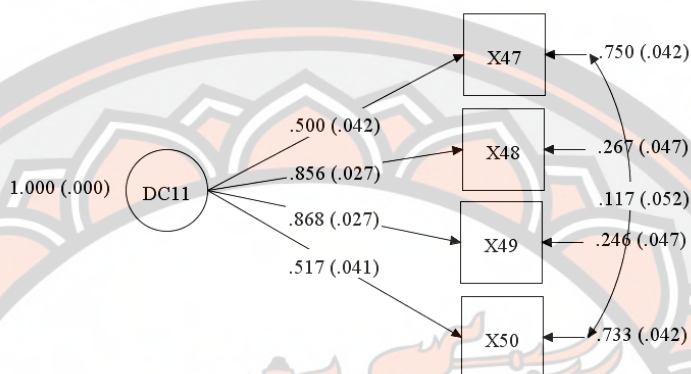 X47
.750 (.042)
.500 (.042)
X48
.267 (.047)
.856 (.027)
1.000 (.000)
DC11
.117 (.052)
.868 (.027)
X49
.246 (.047)
.517 (.041)
X50
.733 (.042)